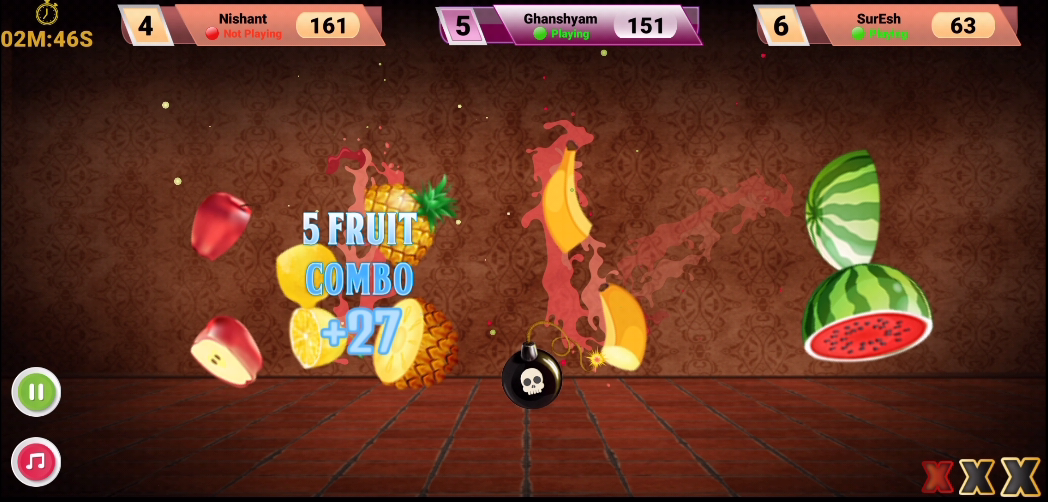 02M:46S
4
Nishant
Not Playing
161
5
Ghanshyam
Playing
151
6
SurEsh
Playing
63
5 FRUIT
COMBO
+27
X X X